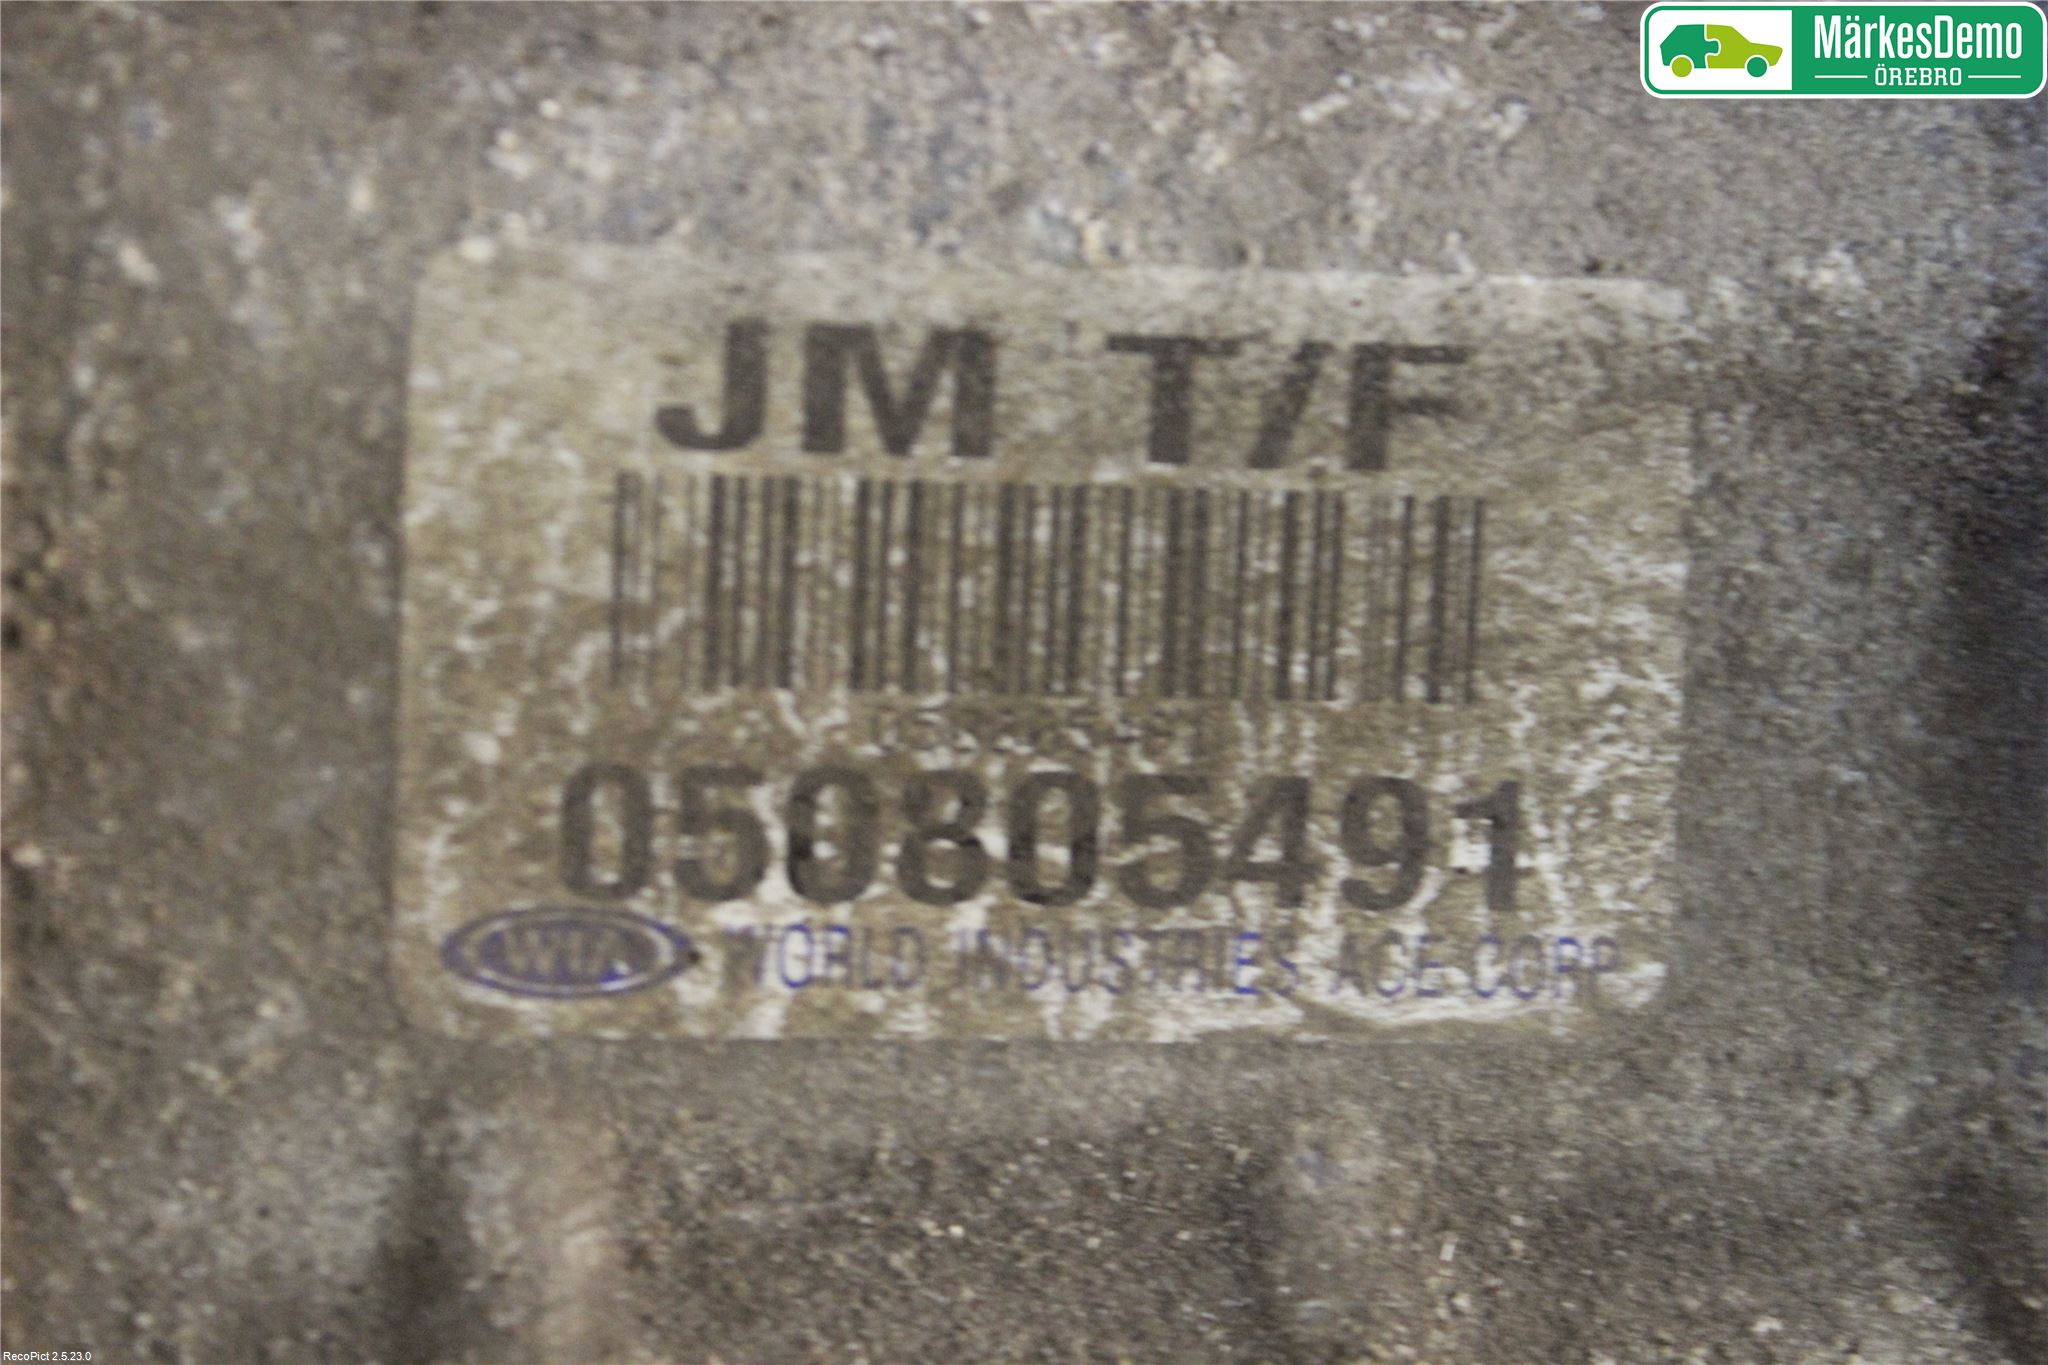 MärkesDemo
ÖREBRO
JM T/F
050805491
WIA WORLD INDUSTRIES ACE CORP
RecoPict 2.5.23.0